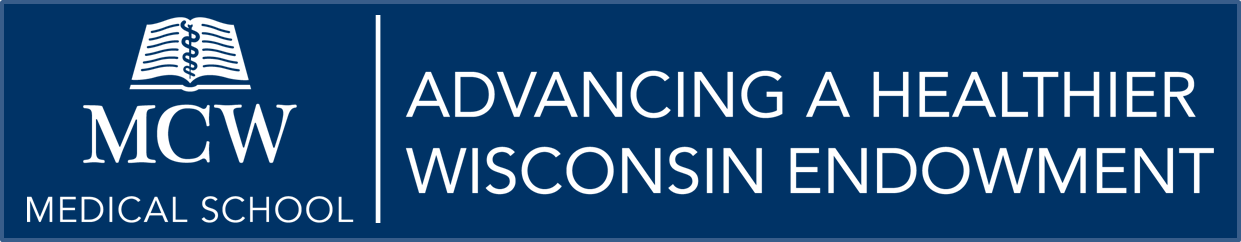 MCW
MEDICAL SCHOOL
ADVANCING A HEALTHIER
WISCONSIN ENDOWMENT